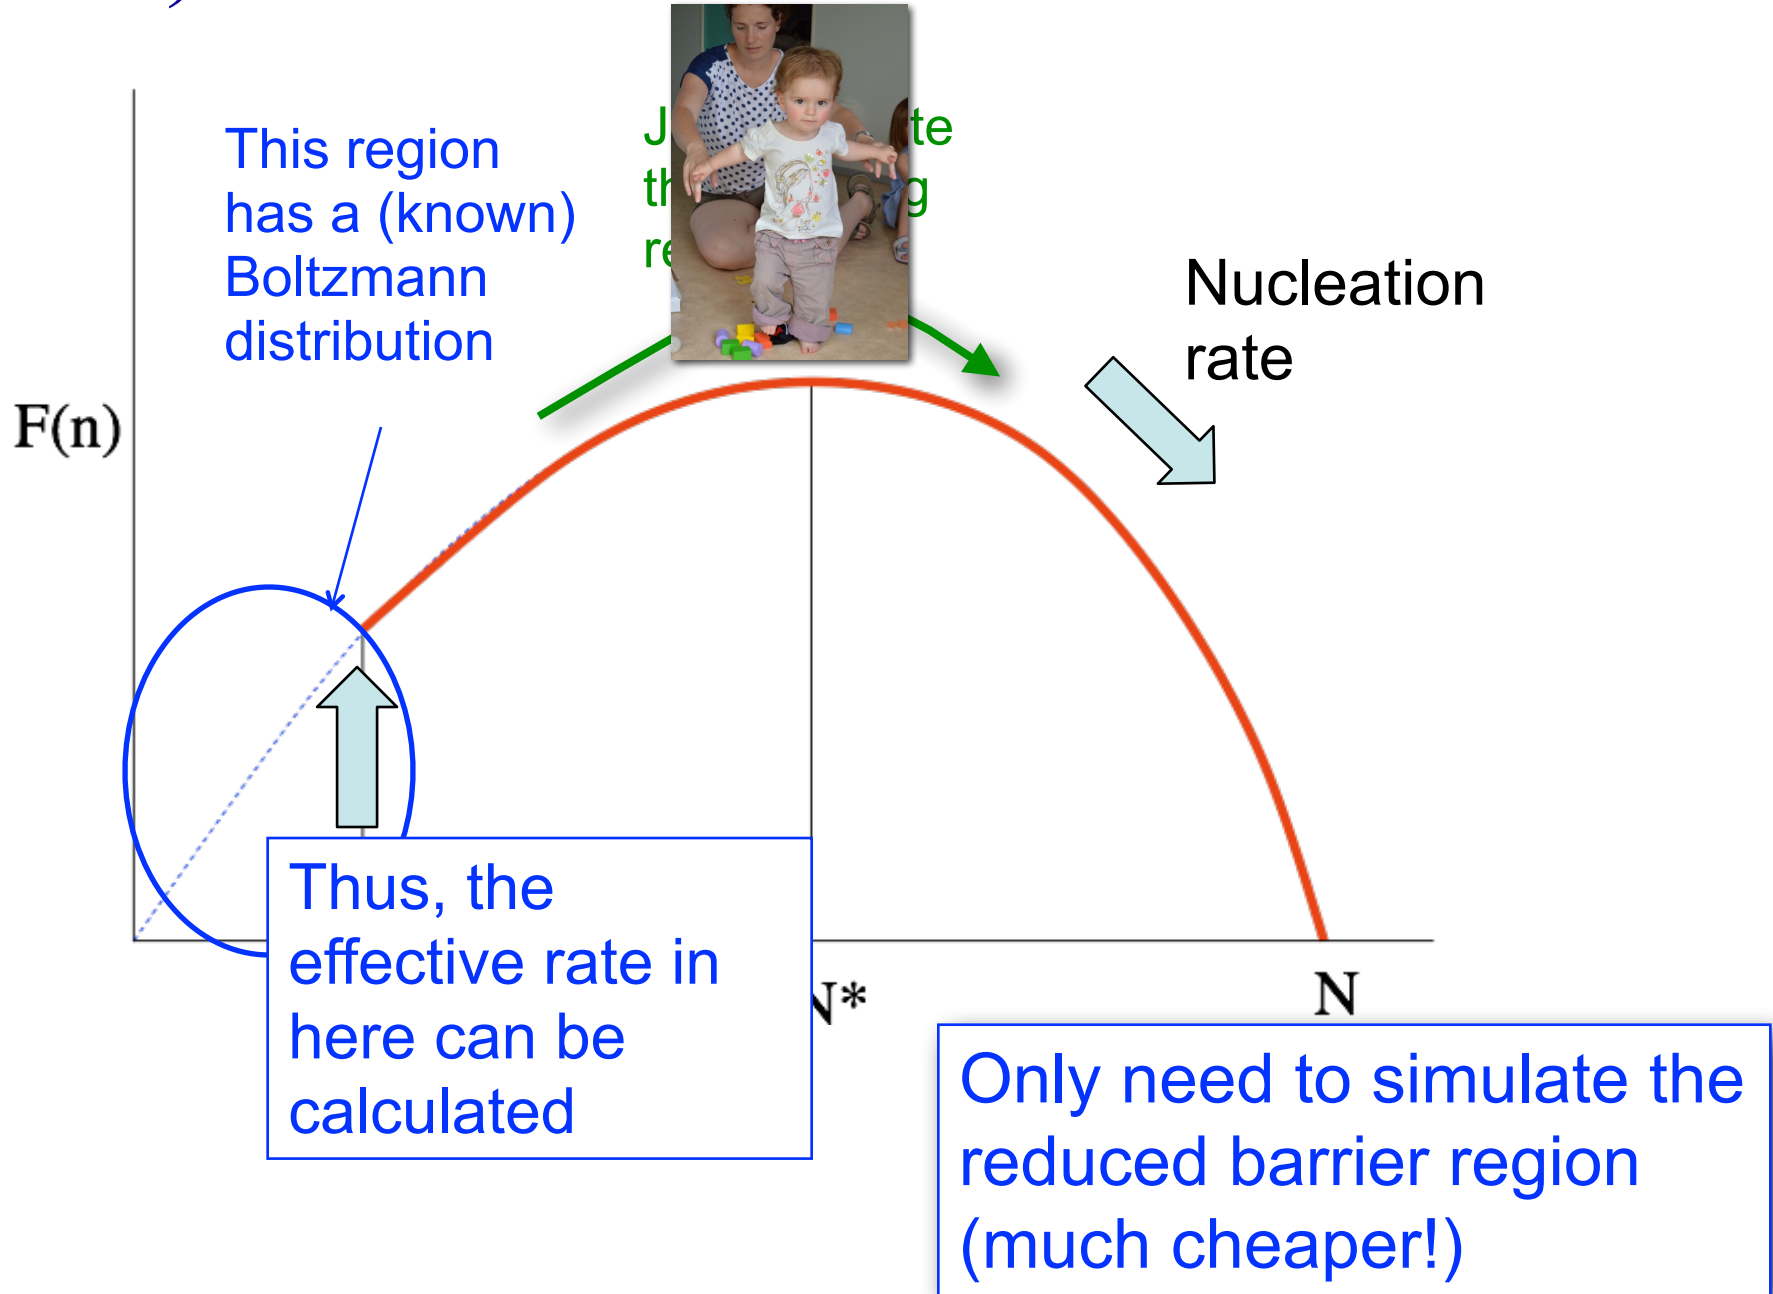 This region
has a (known)
Boltzmann
distribution
te
g
Nucleation
rate
F(n)
Thus, the
effective rate in
here can be
calculated
N*
N
Only need to simulate the
reduced barrier region
(much cheaper!)